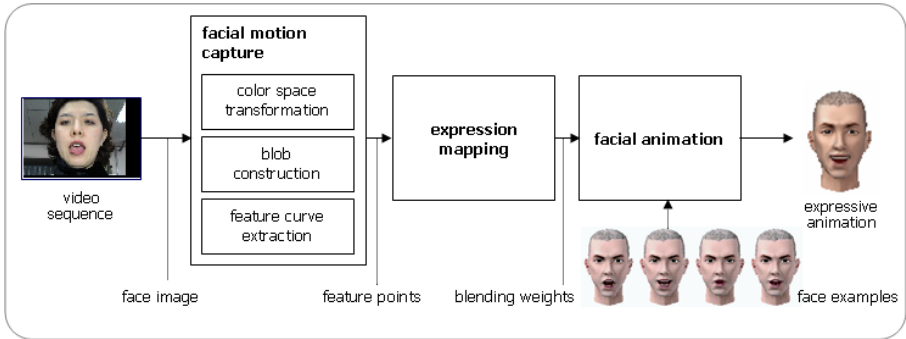 facial motion
capture
color space
transformation
blob
construction
feature curve
extraction
expression
mapping
facial animation
video
sequence
expressive
animation
face image
feature points
blending weights
face examples